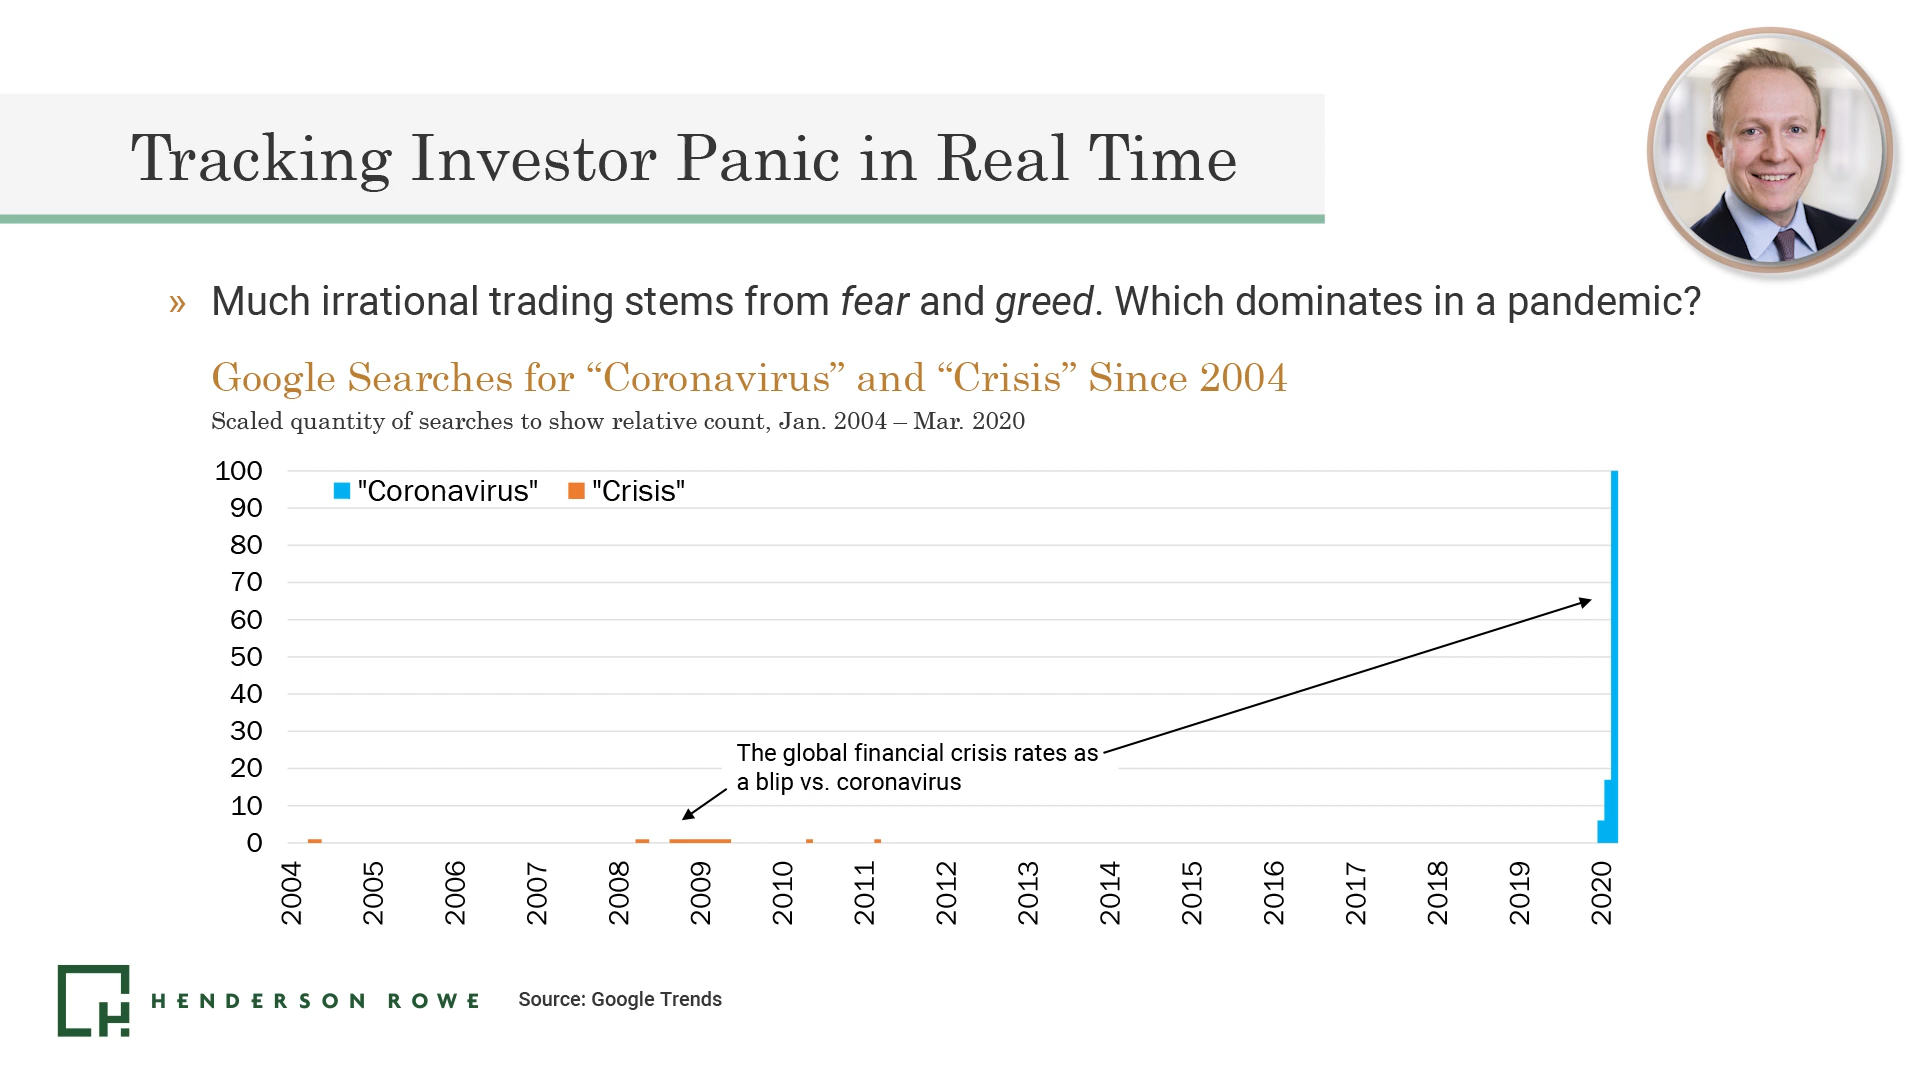 Tracking Investor Panic in Real Time
» Much irrational trading stems from fear and greed. Which dominates in a pandemic?
Google Searches for “Coronavirus” and “Crisis” Since 2004
Scaled quantity of searches to show relative count, Jan. 2004 – Mar. 2020
100
90
80
70
60
50
40
30
20
10
0
"Coronavirus" "Crisis"
The global financial crisis rates as
a blip vs. coronavirus
2004 2005 2006 2007 2008 2009 2010 2011 2012 2013 2014 2015 2016 2017 2018 2019 2020
HENDERSON ROWE
Source: Google Trends